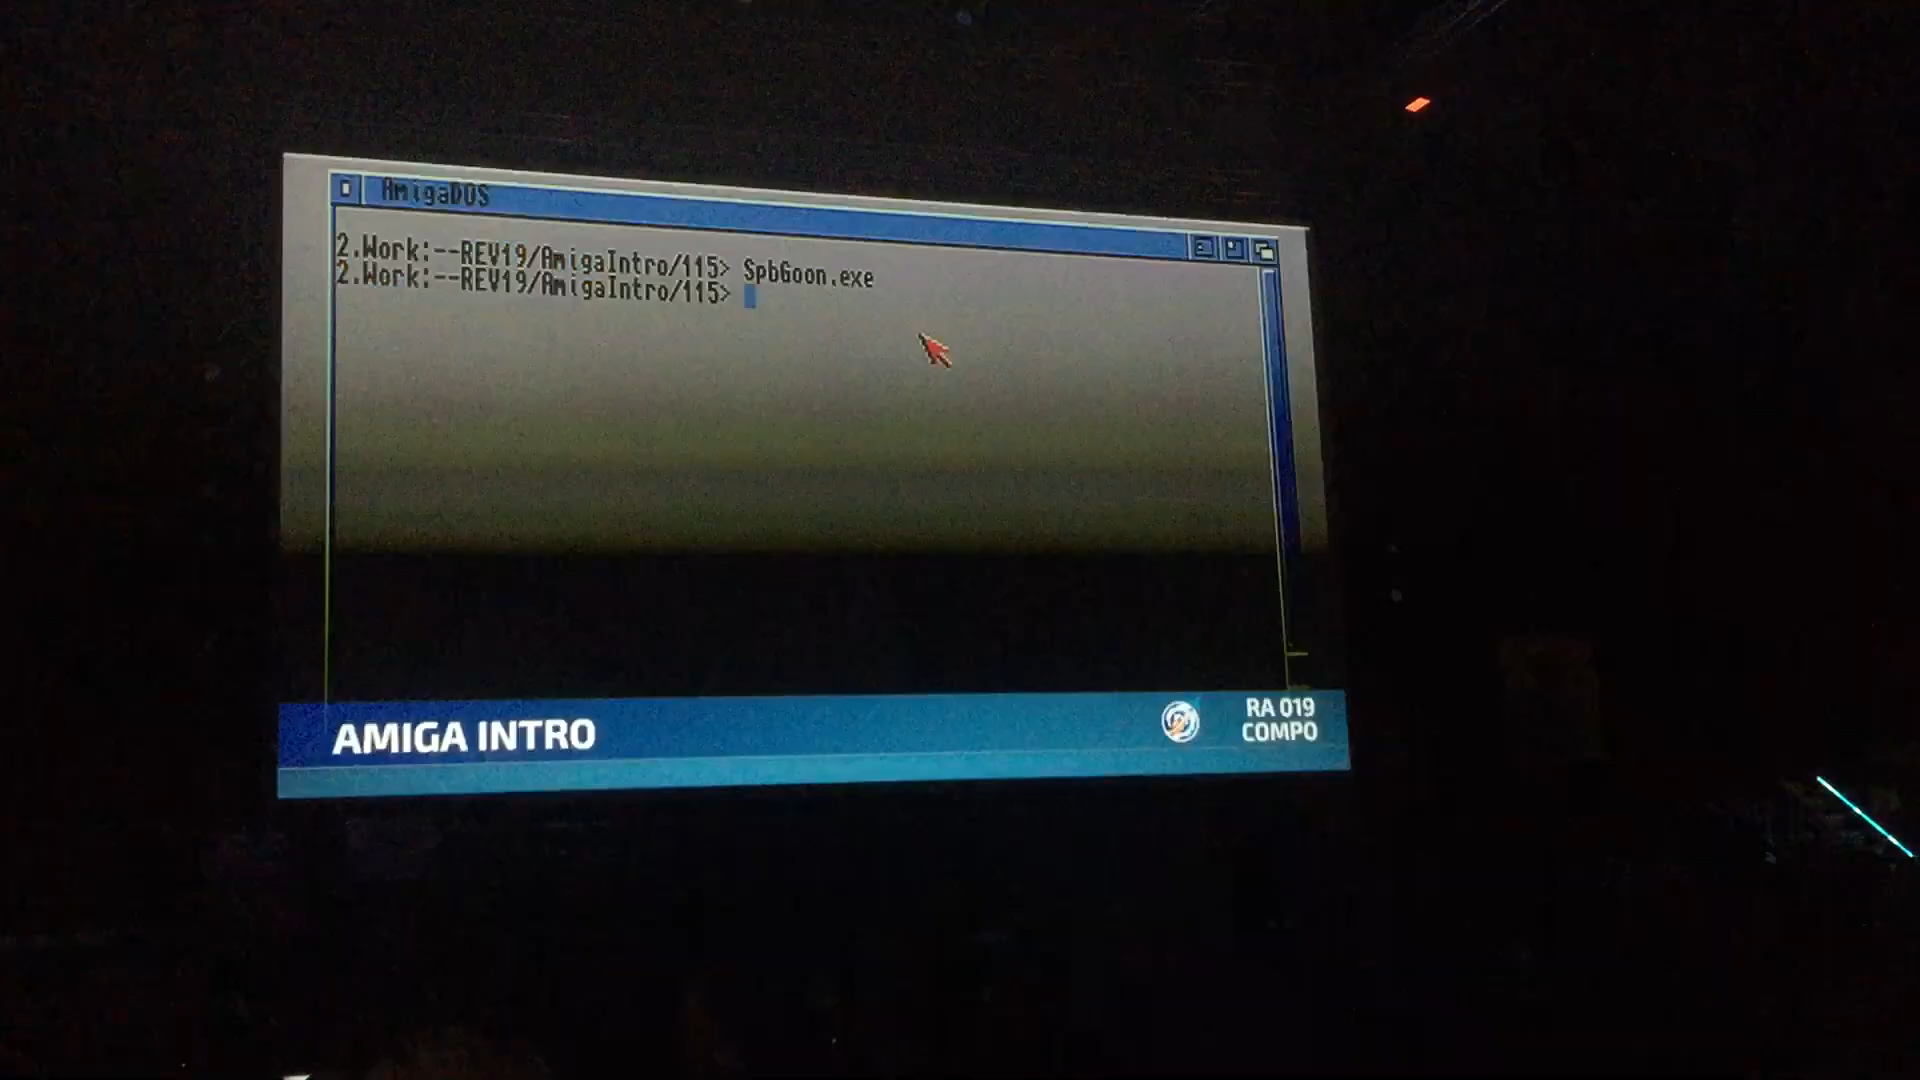 AmigaDOS
2.Work:--REV19/AmigaIntro/115> SpbGoon.exe
2.Work:--REV19/AmigaIntro/115>
AMIGA INTRO
RA 019
COMPO